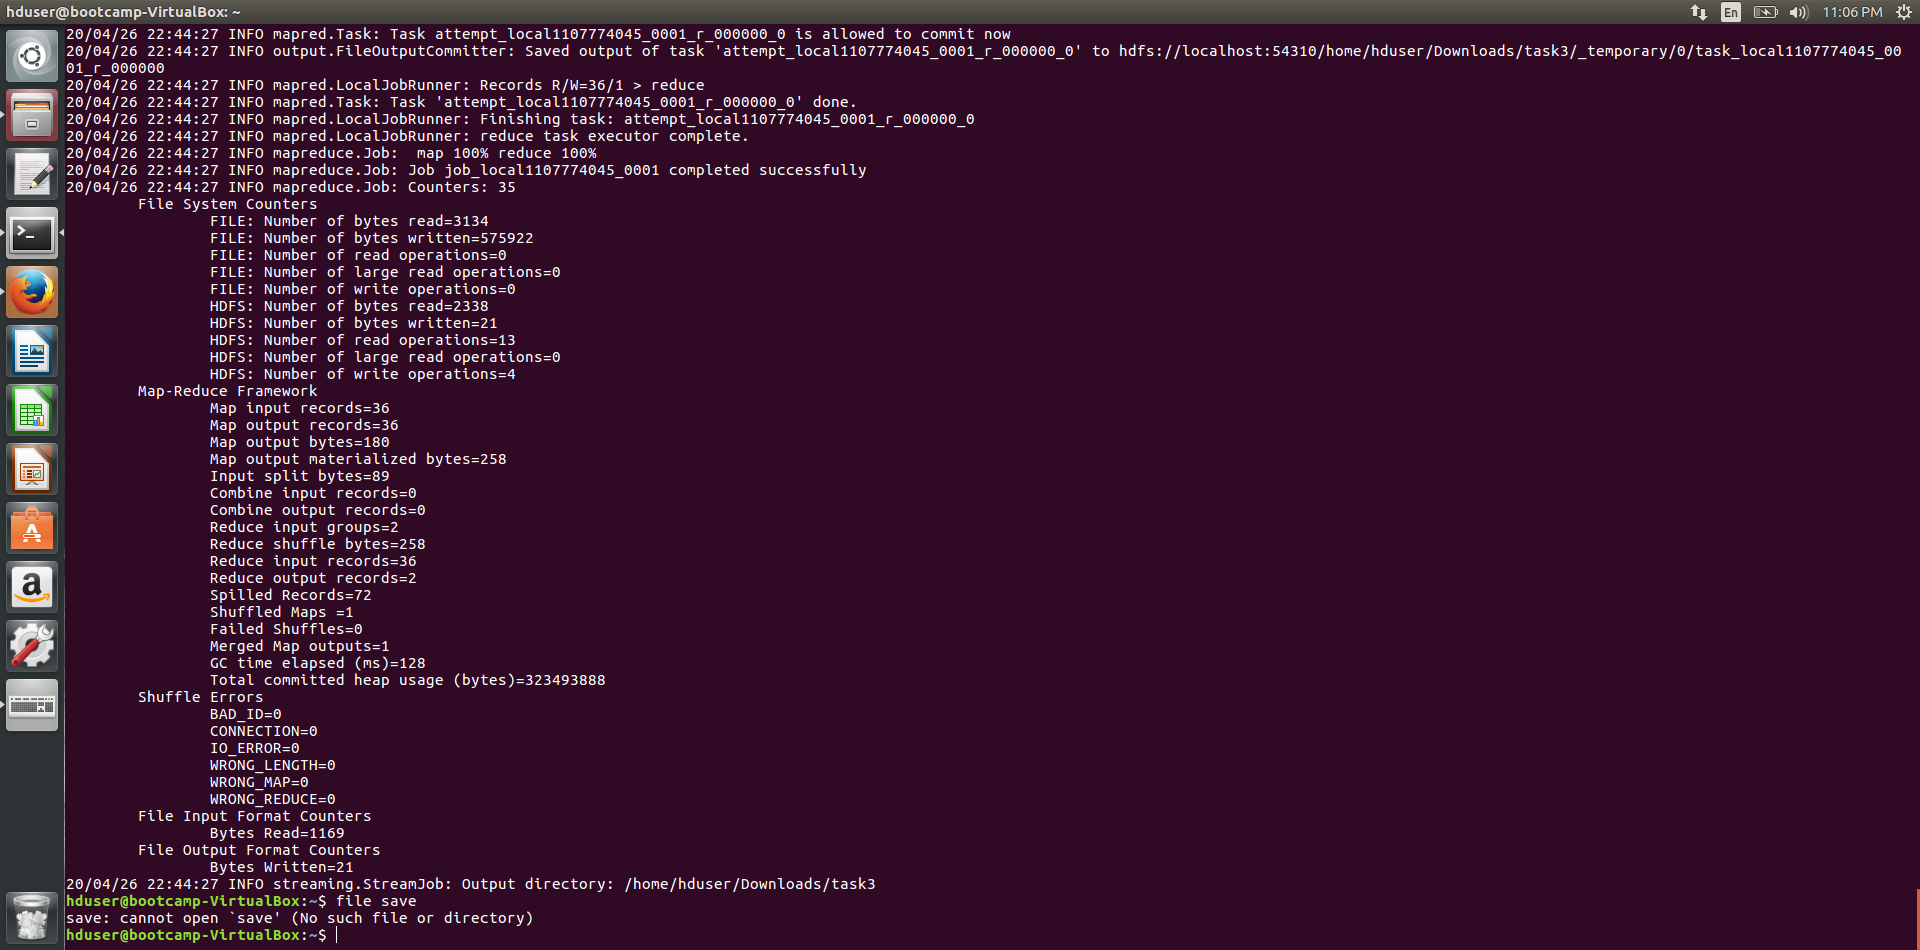 hduser@bootcamp-VirtualBox: ~
En
11:06 PM
20/04/26 22:44:27 INFO mapred.Task: Task attempt_local1107774045_0001_r_000000_0 is allowed to commit now
20/04/26 22:44:27 INFO output.FileOutputCommitter: Saved output of task 'attempt_local1107774045_0001_r_000000_0' to hdfs://localhost:54310/home/hduser/Downloads/task3/_temporary/0/task_local1107774045_00
01_r_000000
20/04/26 22:44:27 INFO mapred.LocalJobRunner: Records R/W=36/1 > reduce
20/04/26 22:44:27 INFO mapred.Task: Task 'attempt_local1107774045_0001_r_000000_0' done.
20/04/26 22:44:27 INFO mapred.LocalJobRunner: Finishing task: attempt_local1107774045_0001_r_000000_0
20/04/26 22:44:27 INFO mapred.LocalJobRunner: reduce task executor complete.
20/04/26 22:44:27 INFO mapreduce.Job:  map 100% reduce 100%
20/04/26 22:44:27 INFO mapreduce.Job: Job job_local1107774045_0001 completed successfully
20/04/26 22:44:27 INFO mapreduce.Job: Counters: 35
File System Counters
FILE: Number of bytes read=3134
FILE: Number of bytes written=575922
FILE: Number of read operations=0
FILE: Number of large read operations=0
FILE: Number of write operations=0
HDFS: Number of bytes read=2338
HDFS: Number of bytes written=21
HDFS: Number of read operations=13
HDFS: Number of large read operations=0
HDFS: Number of write operations=4
Map-Reduce Framework
Map input records=36
Map output records=36
Map output bytes=180
Map output materialized bytes=258
Input split bytes=89
Combine input records=0
Combine output records=0
Reduce input groups=2
Reduce shuffle bytes=258
Reduce input records=36
Reduce output records=2
Spilled Records=72
Shuffled Maps =1
Failed Shuffles=0
Merged Map outputs=1
GC time elapsed (ms)=128
Total committed heap usage (bytes)=323493888
Shuffle Errors
BAD_ID=0
CONNECTION=0
IO_ERROR=0
WRONG_LENGTH=0
WRONG_MAP=0
WRONG_REDUCE=0
File Input Format Counters
Bytes Read=1169
File Output Format Counters
Bytes Written=21
20/04/26 22:44:27 INFO streaming.StreamJob: Output directory: /home/hduser/Downloads/task3
hduser@bootcamp-VirtualBox:~$ file save
save: cannot open `save' (No such file or directory)
hduser@bootcamp-VirtualBox:~$